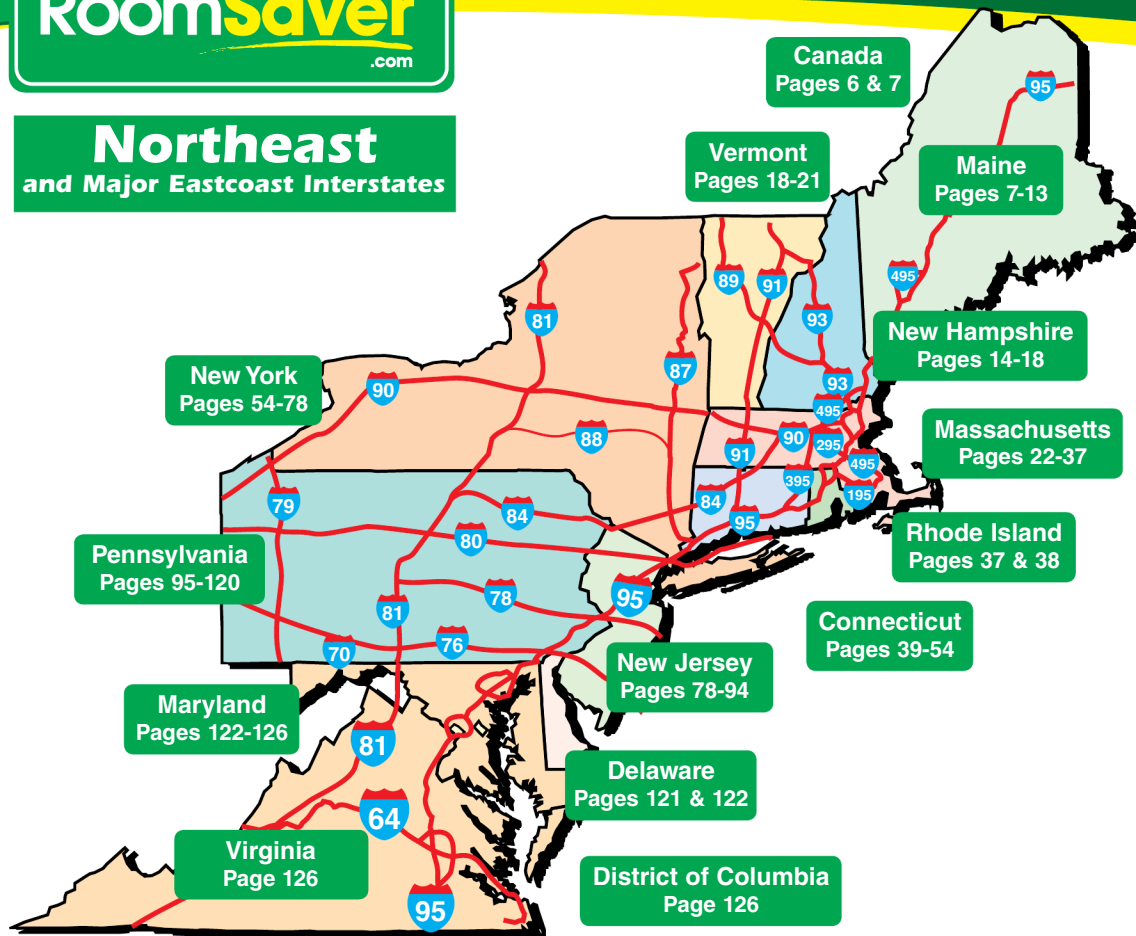 RoomSaver
.com
Northeast
and Major Eastcoast Interstates
Canada
Pages 6 & 7
95
Vermont
Pages 18-21
Maine
Pages 7-13
89
91
495
81
93
87
New Hampshire
Pages 14-18
New York
Pages 54-78
90
93
495
88
90
295
91
Massachusetts
Pages 22-37
495
395
195
79
84
84
95
80
Rhode Island
Pages 37 & 38
Pennsylvania
Pages 95-120
95
78
81
Connecticut
Pages 39-54
76
70
New Jersey
Pages 78-94
Maryland
Pages 122-126
81
Delaware
Pages 121 & 122
64
Virginia
Page 126
District of Columbia
Page 126
95